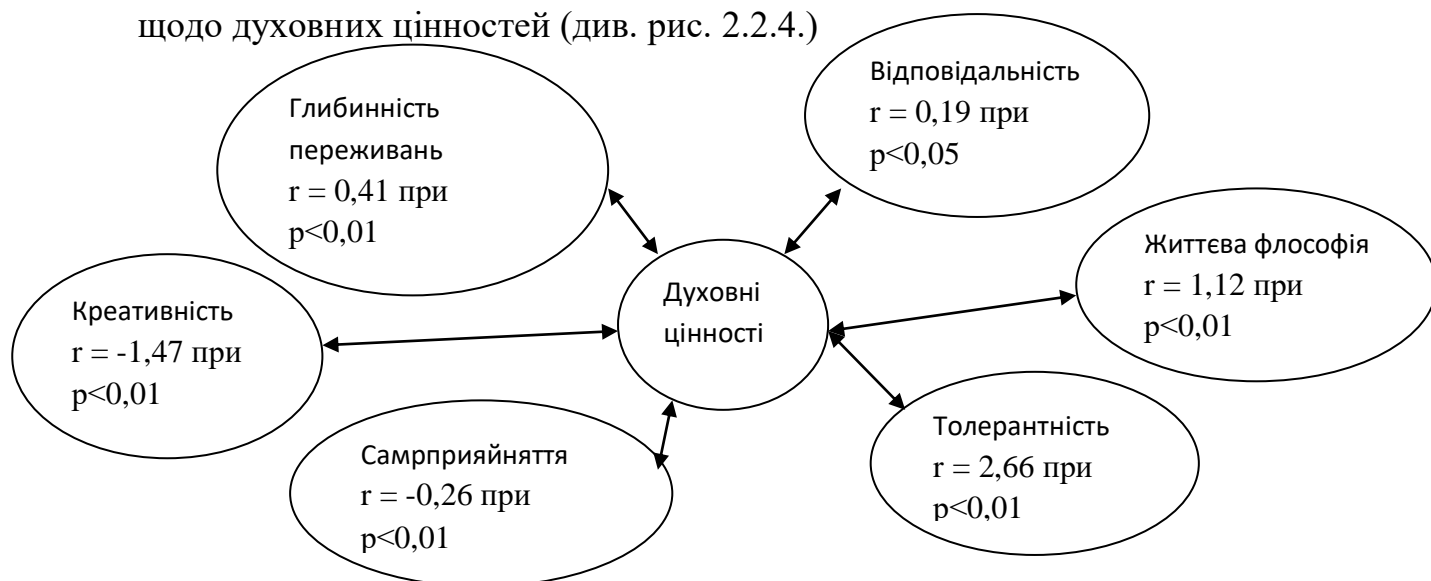 щодо духовних цінностей (див. рис. 2.2.4.)
Глибинність
переживань
r = 0,41 при
p<0,01
Відповідальність
r = 0,19 при
p<0,05
Життєва флософія
r = 1,12 при
p<0,01
Духовні
цінності
Креативність
r = -1,47 при
p<0,01
Самрприяйняття
r = -0,26 при
p<0,01
Толерантність
r = 2,66 при
p<0,01